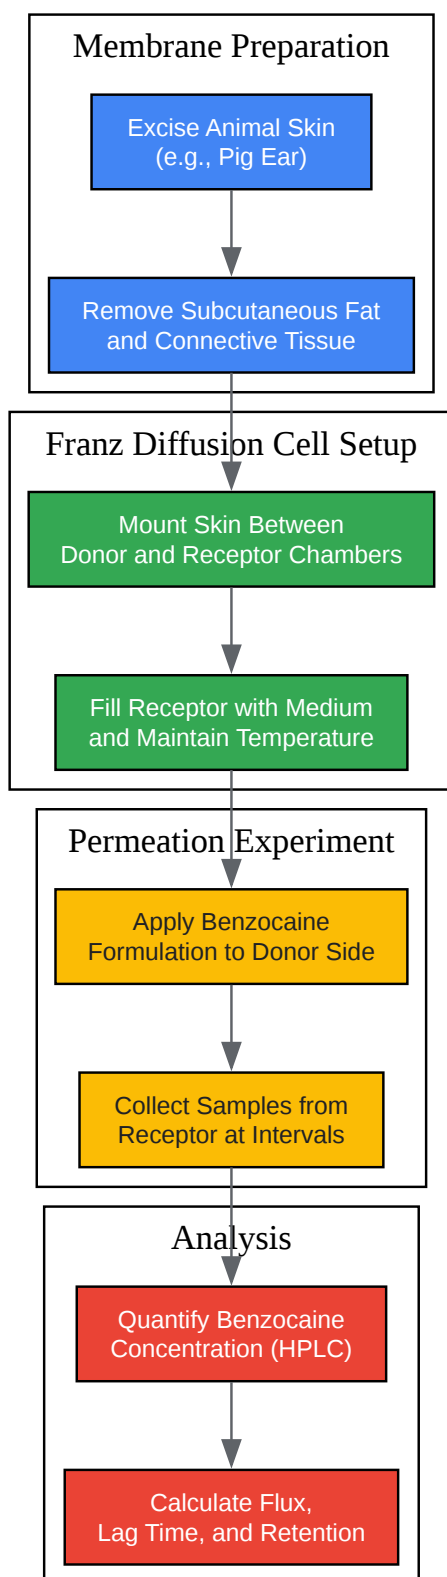 Membrane Preparation
Excise Animal Skin
(e.g., Pig Ear)
Remove Subcutaneous Fat
and Connective Tissue
Franz Diffusion Cell Setup
Mount Skin Between
Donor and Receptor Chambers
Fill Receptor with Medium
and Maintain Temperature
Permeation Experiment
Apply Benzocaine
Formulation to Donor Side
Collect Samples from
Receptor at Intervals
Analysis
Quantify Benzocaine
Concentration (HPLC)
Calculate Flux,
Lag Time, and Retention